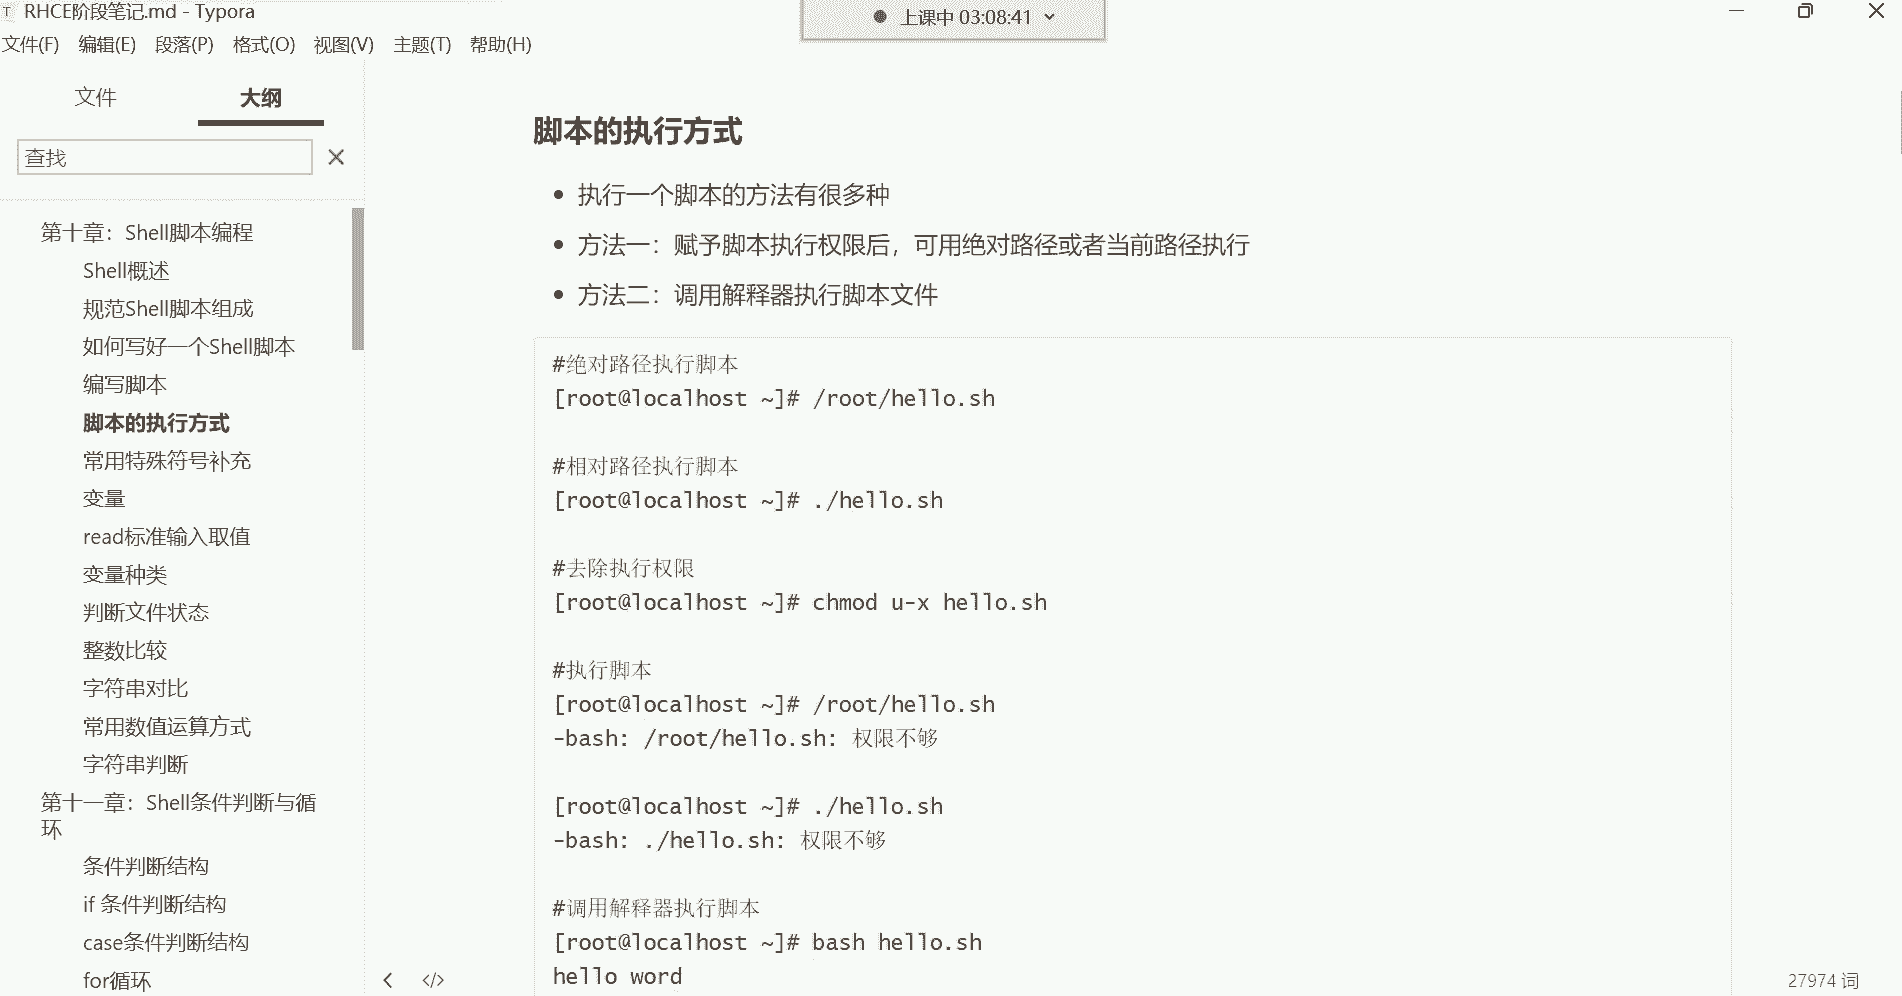 RHCE阶段笔记.md - Typora
上课中 03:08:41
文件(F) 编辑(E) 段落(P) 格式(O) 视图(V) 主题(T) 帮助(H)
文件 大纲
查找
第十章：Shell脚本编程
Shell概述
规范Shell脚本组成
如何写好一个Shell脚本
编写脚本
脚本的执行方式
常用特殊符号补充
变量
read标准输入取值
变量种类
判断文件状态
整数比较
字符串对比
常用数值运算方式
字符串判断
第十一章：Shell条件判断与循
环
条件判断结构
if 条件判断结构
case条件判断结构
for循环
脚本的执行方式
执行一个脚本的方法有很多种
方法一：赋予脚本执行权限后，可用绝对路径或者当前路径执行
方法二：调用解释器执行脚本文件
#绝对路径执行脚本
[root@localhost ~]# /root/hello.sh
#相对路径执行脚本
[root@localhost ~]# ./hello.sh
#去除执行权限
[root@localhost ~]# chmod u-x hello.sh
#执行脚本
[root@localhost ~]# /root/hello.sh
-bash: /root/hello.sh: 权限不够
[root@localhost ~]# ./hello.sh
-bash: ./hello.sh: 权限不够
#调用解释器执行脚本
[root@localhost ~]# bash hello.sh
hello word
27974 词